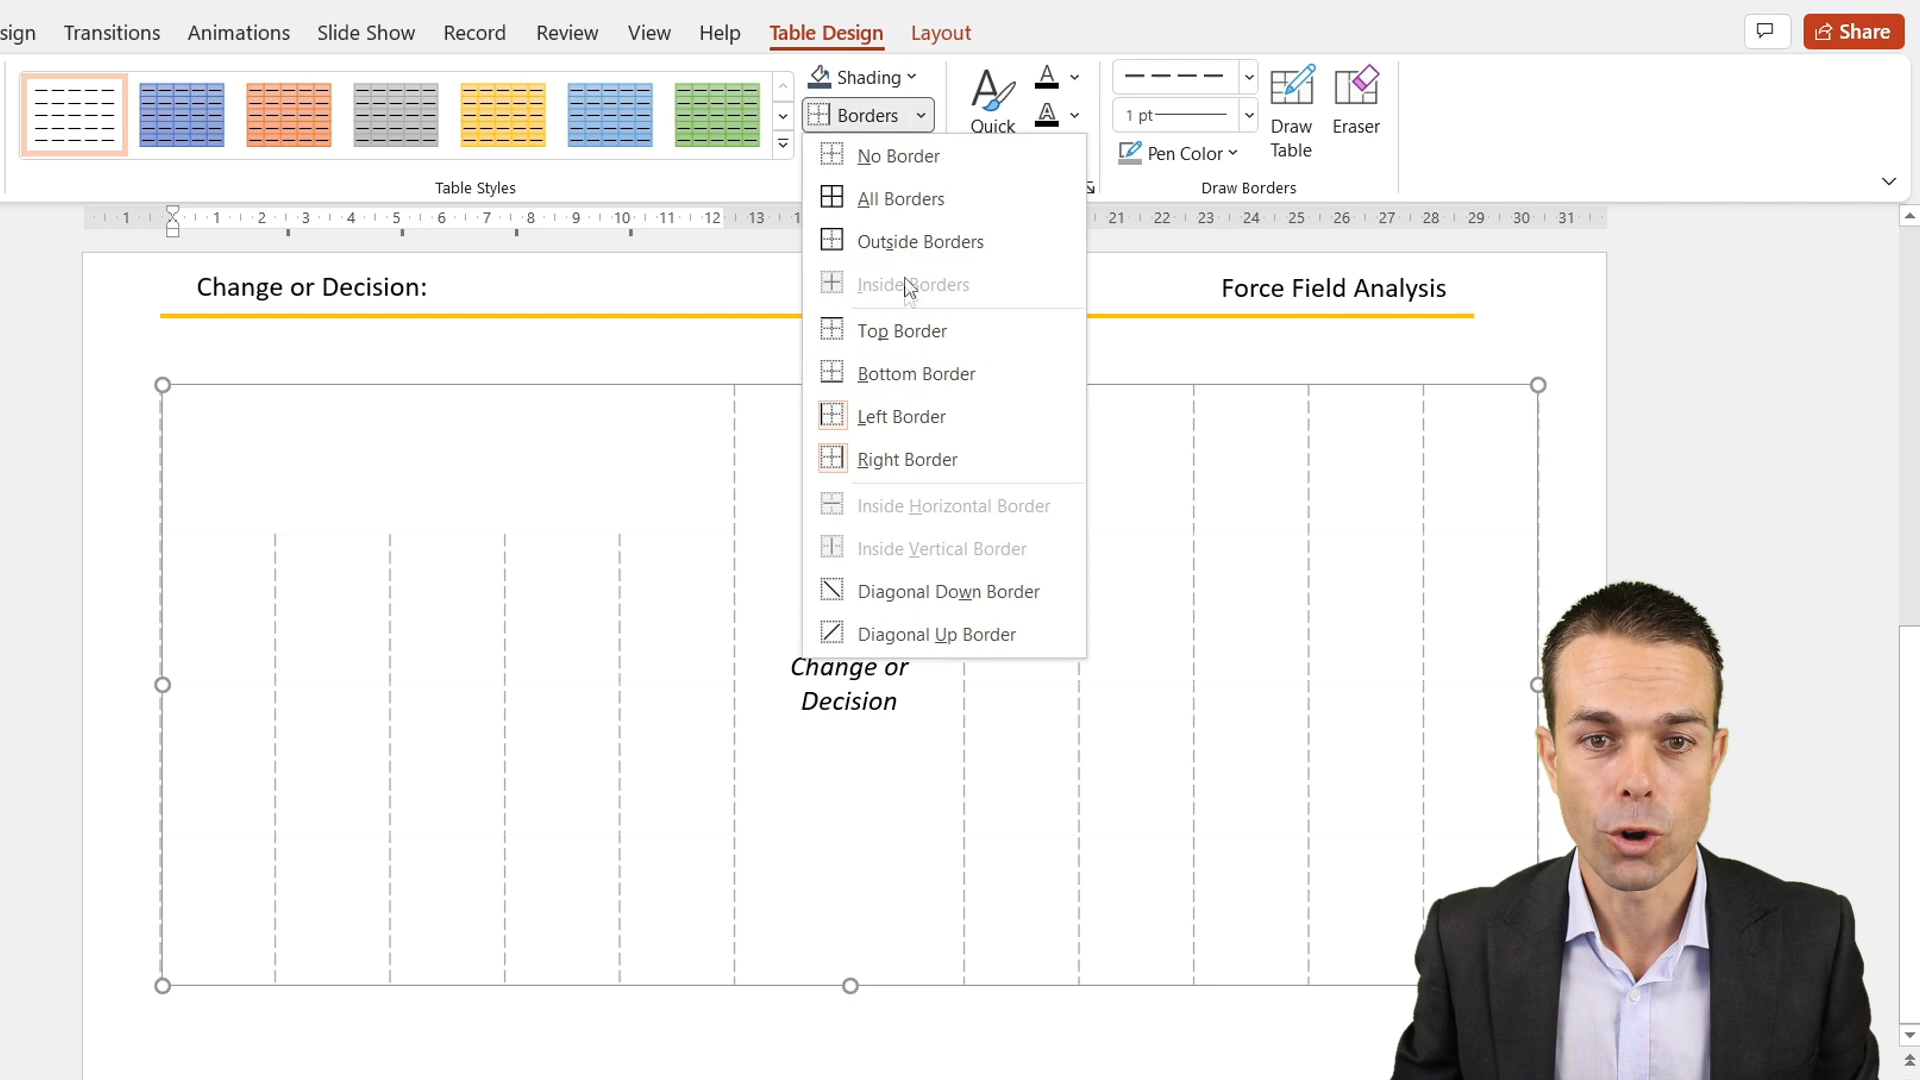 sign Transitions Animations Slide Show Record Review View Help Table Design Layout Share
Shading
Borders
Quick
1 pt
Pen Color
Draw
Table
Eraser
Table Styles
Draw Borders
No Border
All Borders
Outside Borders
Inside Borders
Top Border
Bottom Border
Left Border
Right Border
Inside Horizontal Border
Inside Vertical Border
Diagonal Down Border
Diagonal Up Border
1 1 2 3 4 5 6 7 8 9 10 11 12 13 1 21 22 23 24 25 26 27 28 29 30 31
Change or Decision:
Force Field Analysis
Change or
Decision